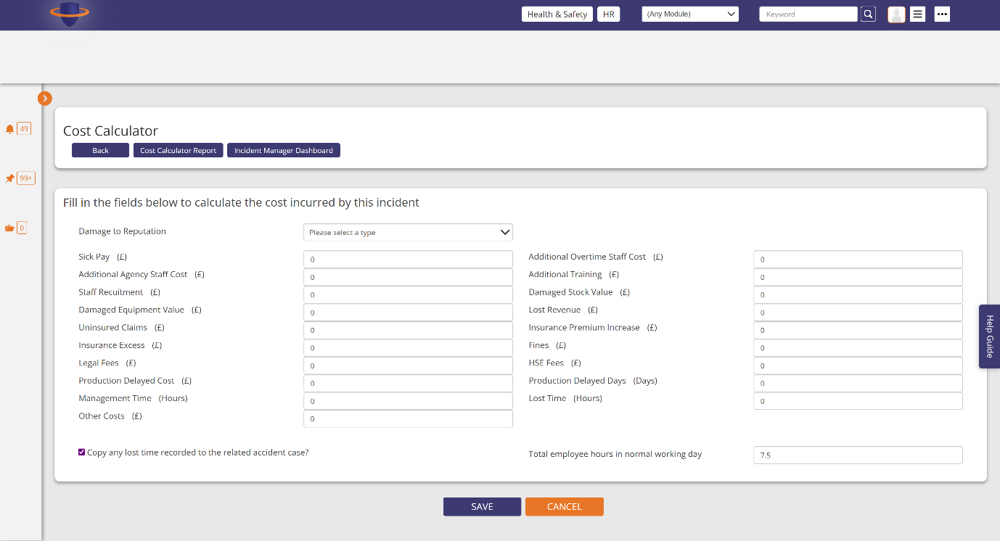 Health & Safety HR (Any Module) Keyword
49
99+
0
Cost Calculator
Back Cost Calculator Report Incident Manager Dashboard
Fill in the fields below to calculate the cost incurred by this incident
Damage to Reputation Please select a type
Sick Pay (£) 0 Additional Overtime Staff Cost (£) 0
Additional Agency Staff Cost (£) 0 Additional Training (£) 0
Staff Recuitment (£) 0 Damaged Stock Value (£) 0
Damaged Equipment Value (£) 0 Lost Revenue (£) 0
Uninsured Claims (£) 0 Insurance Premium Increase (£) 0
Insurance Excess (£) 0 Fines (£) 0
Legal Fees (£) 0 HSE Fees (£) 0
Production Delayed Cost (£) 0 Production Delayed Days (Days) 0
Management Time (Hours) 0 Lost Time (Hours) 0
Other Costs (£) 0
Copy any lost time recorded to the related accident case? Total employee hours in normal working day 7.5
SAVE CANCEL
Help Guide